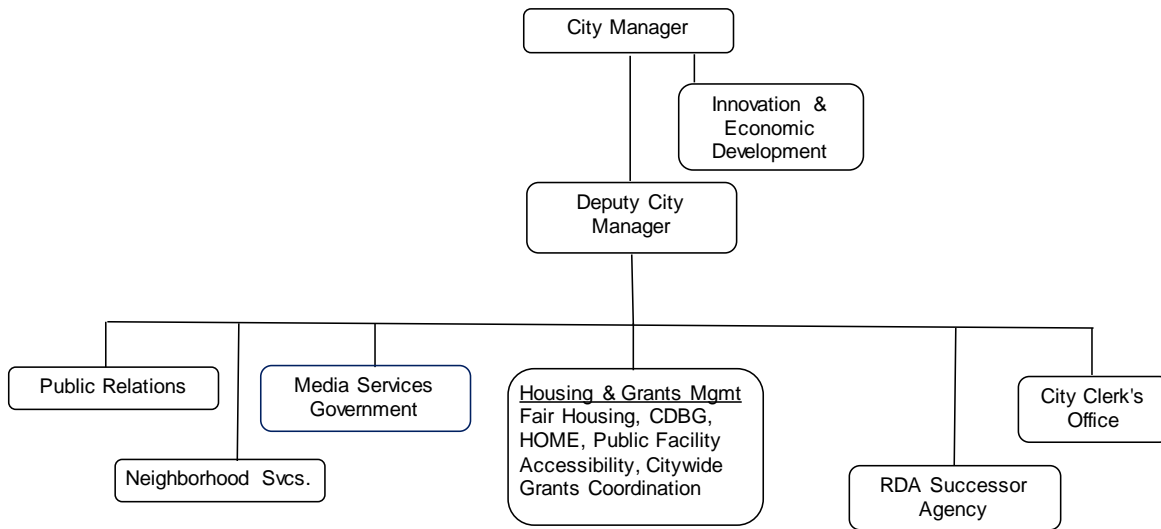 City Manager
Innovation &
Economic
Development
Deputy City
Manager
Public Relations
Media Services
Government
Housing & Grants Mgmt
Fair Housing, CDBG,
HOME, Public Facility
Accessibility, Citywide
Grants Coordination
City Clerk's
Office
Neighborhood Svcs.
RDA Successor
Agency